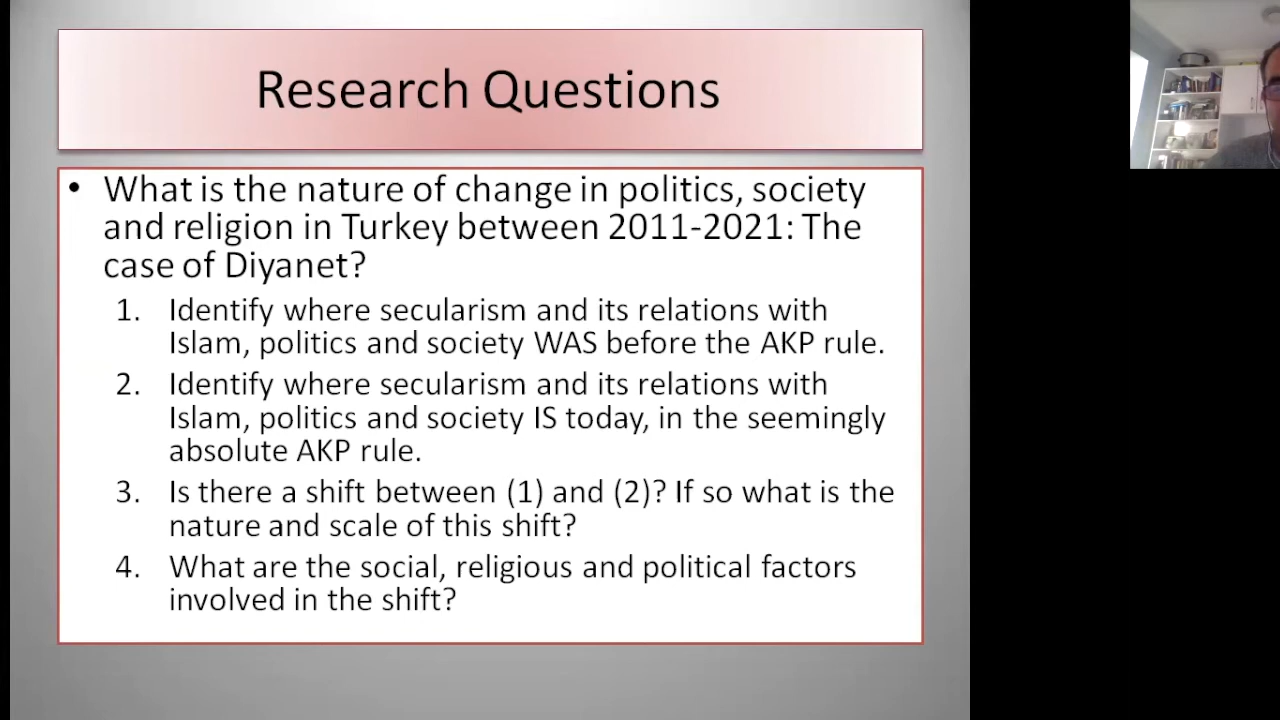 Research Questions
• What is the nature of change in politics, society
and religion in Turkey between 2011-2021: The
case of Diyanet?
1. Identify where secularism and its relations with
Islam, politics and society WAS before the AKP rule.
2. Identify where secularism and its relations with
Islam, politics and society IS today, in the seemingly
absolute AKP rule.
3. Is there a shift between (1) and (2)? If so what is the
nature and scale of this shift?
4. What are the social, religious and political factors
involved in the shift?